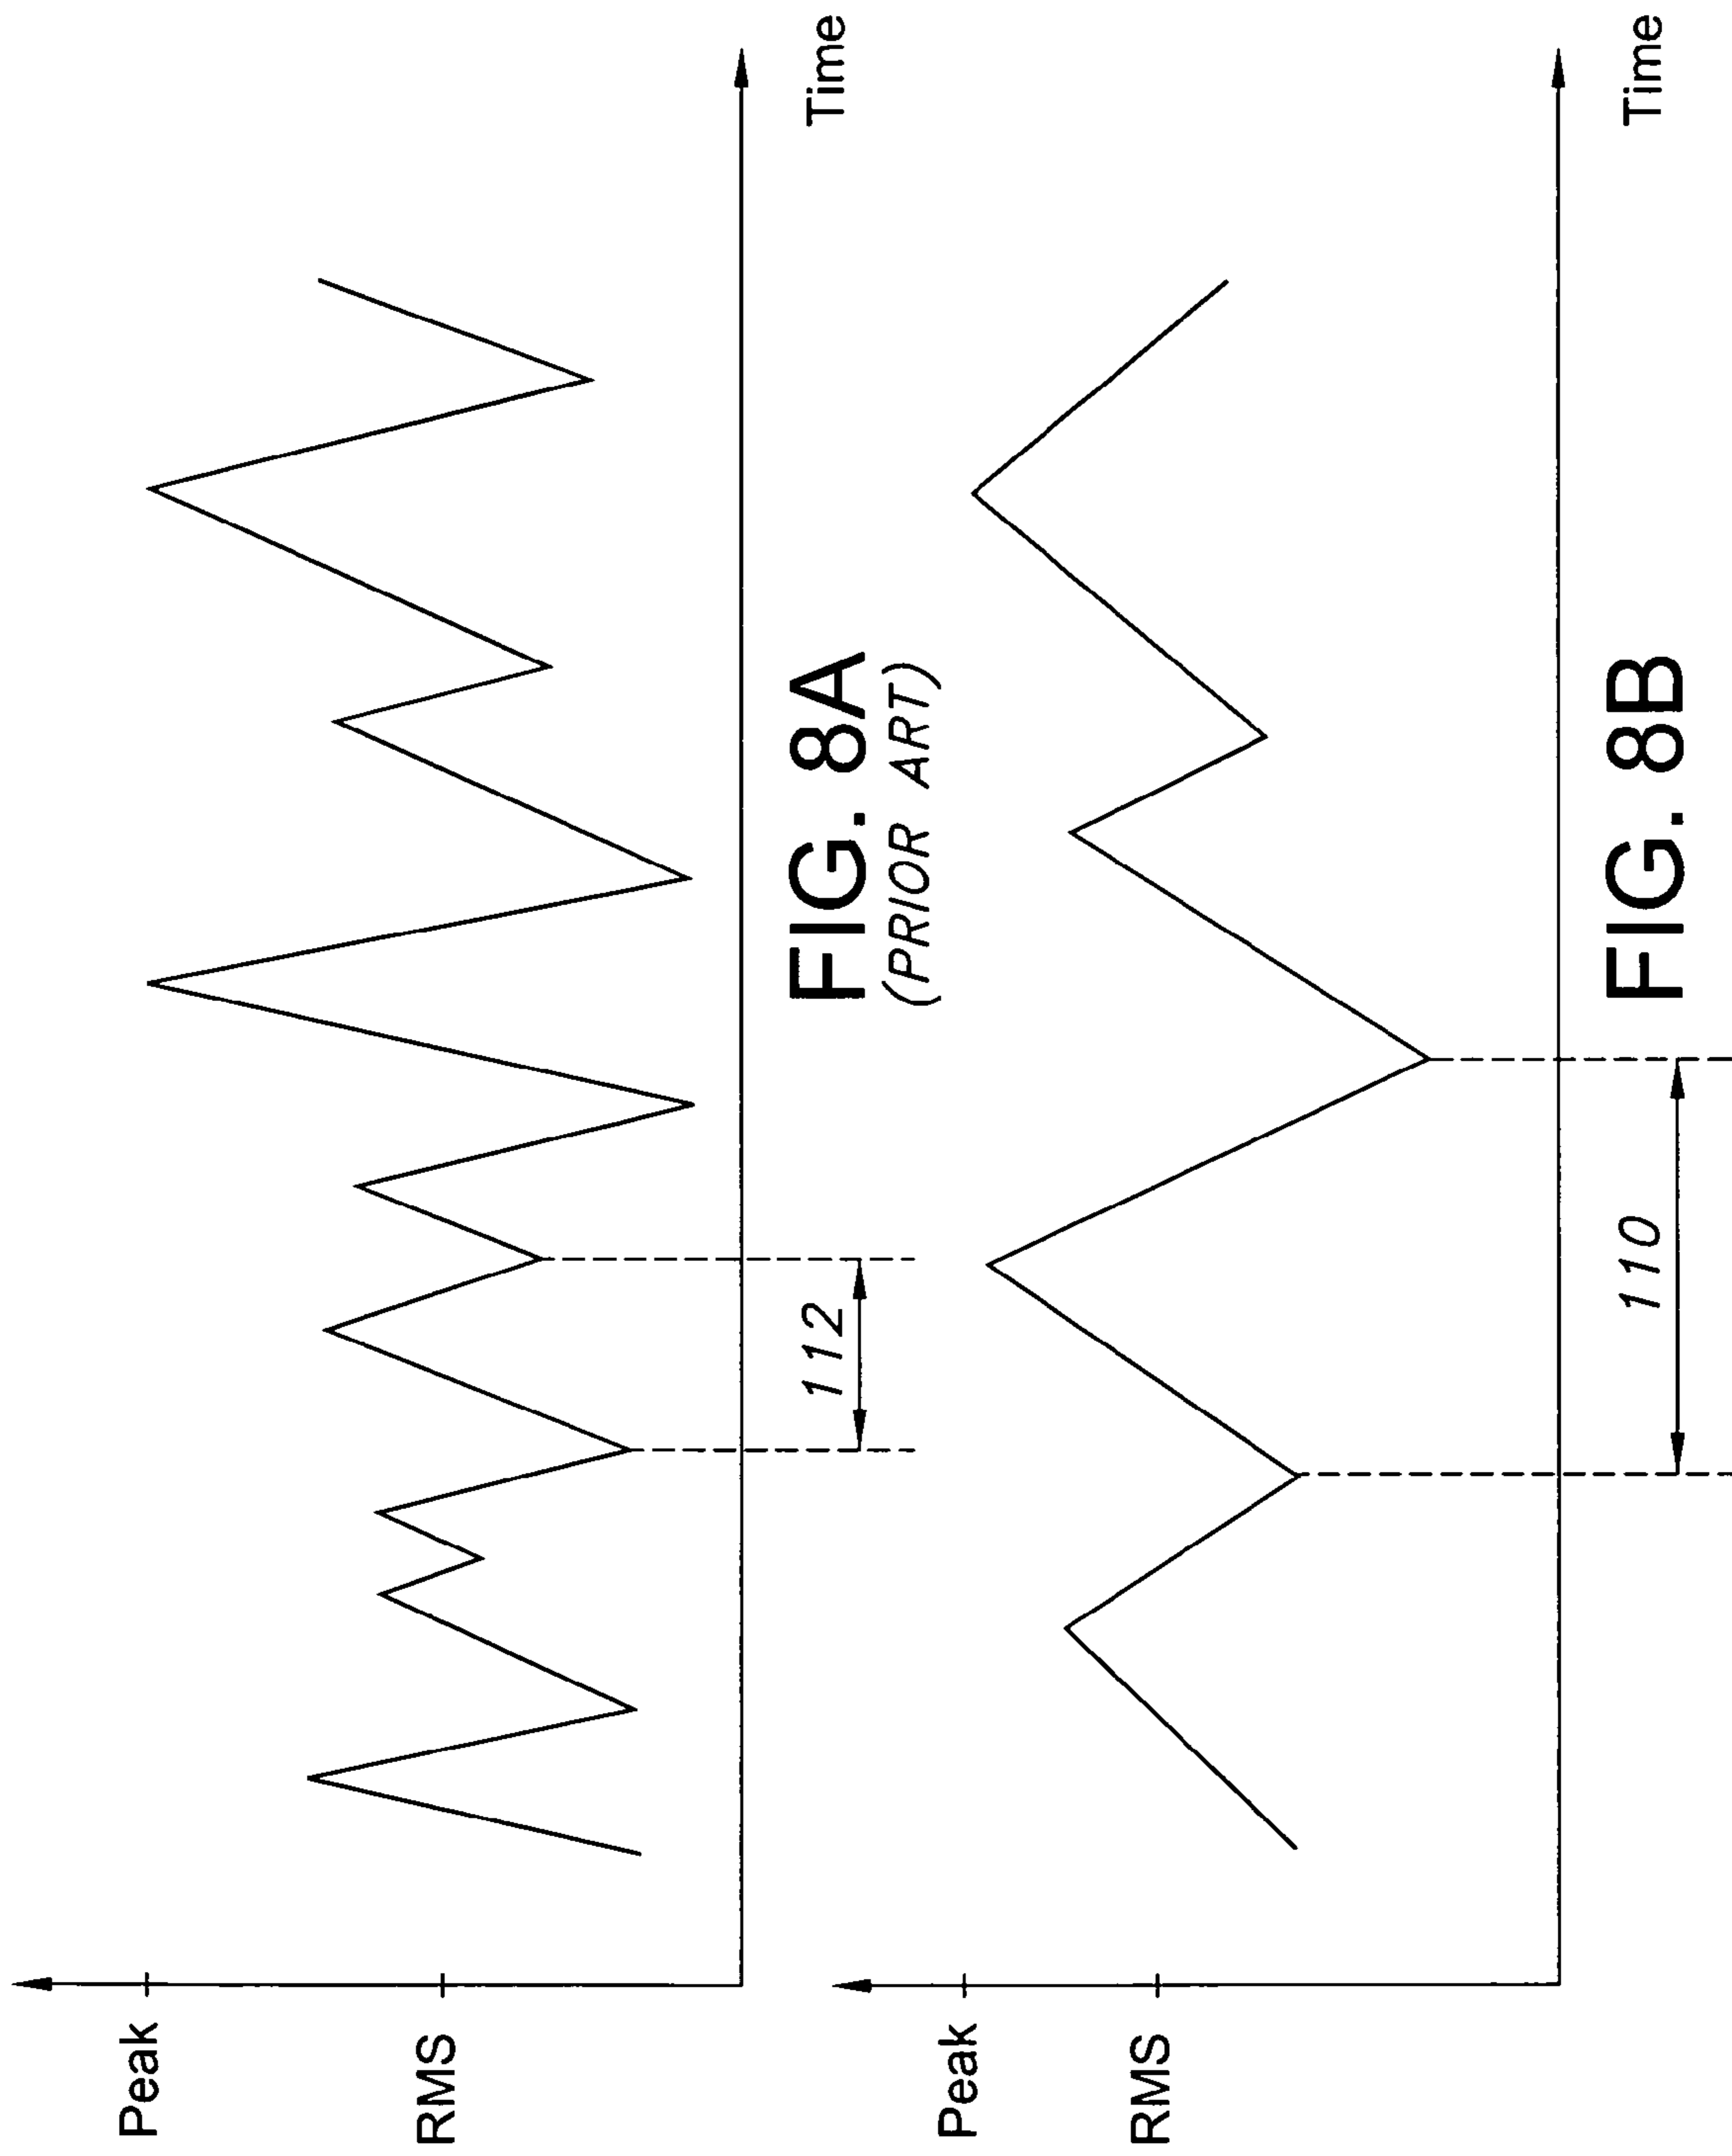 Peak
RMS
Time
112
FIG. 8A
(PRIOR ART)
Peak
RMS
Time
110
FIG. 8B